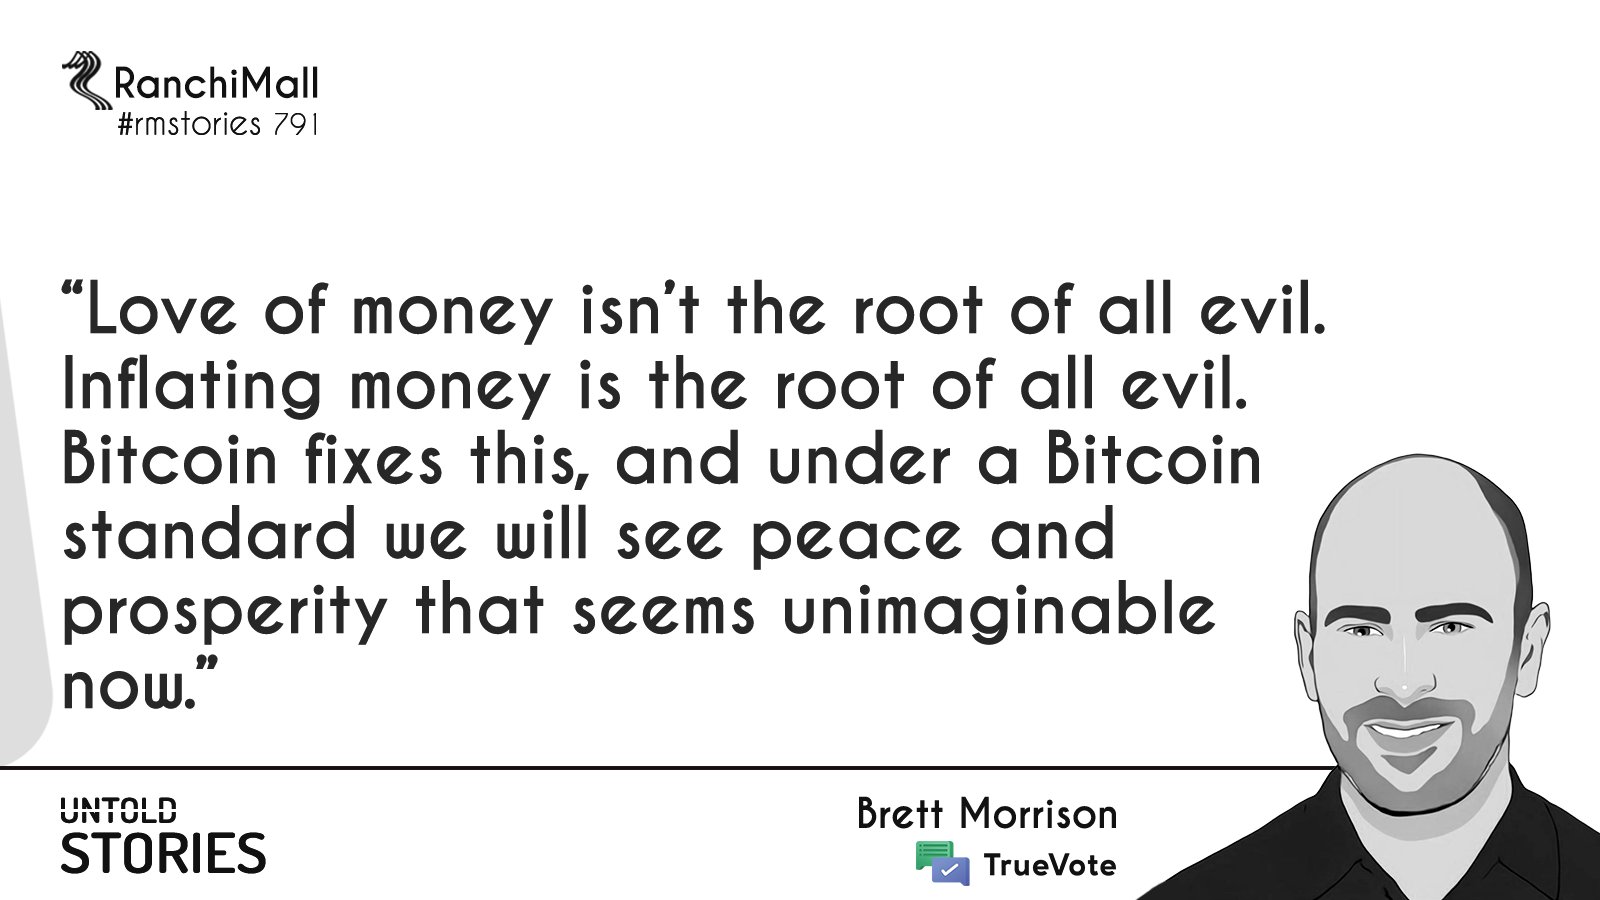 RanchiMall
#rmstories 791
“Love of money isn’t the root of all evil.
Inflating money is the root of all evil.
Bitcoin fixes this, and under a Bitcoin
standard we will see peace and
prosperity that seems unimaginable
now.”
UNTOLD
STORIES
Brett Morrison
TrueVote